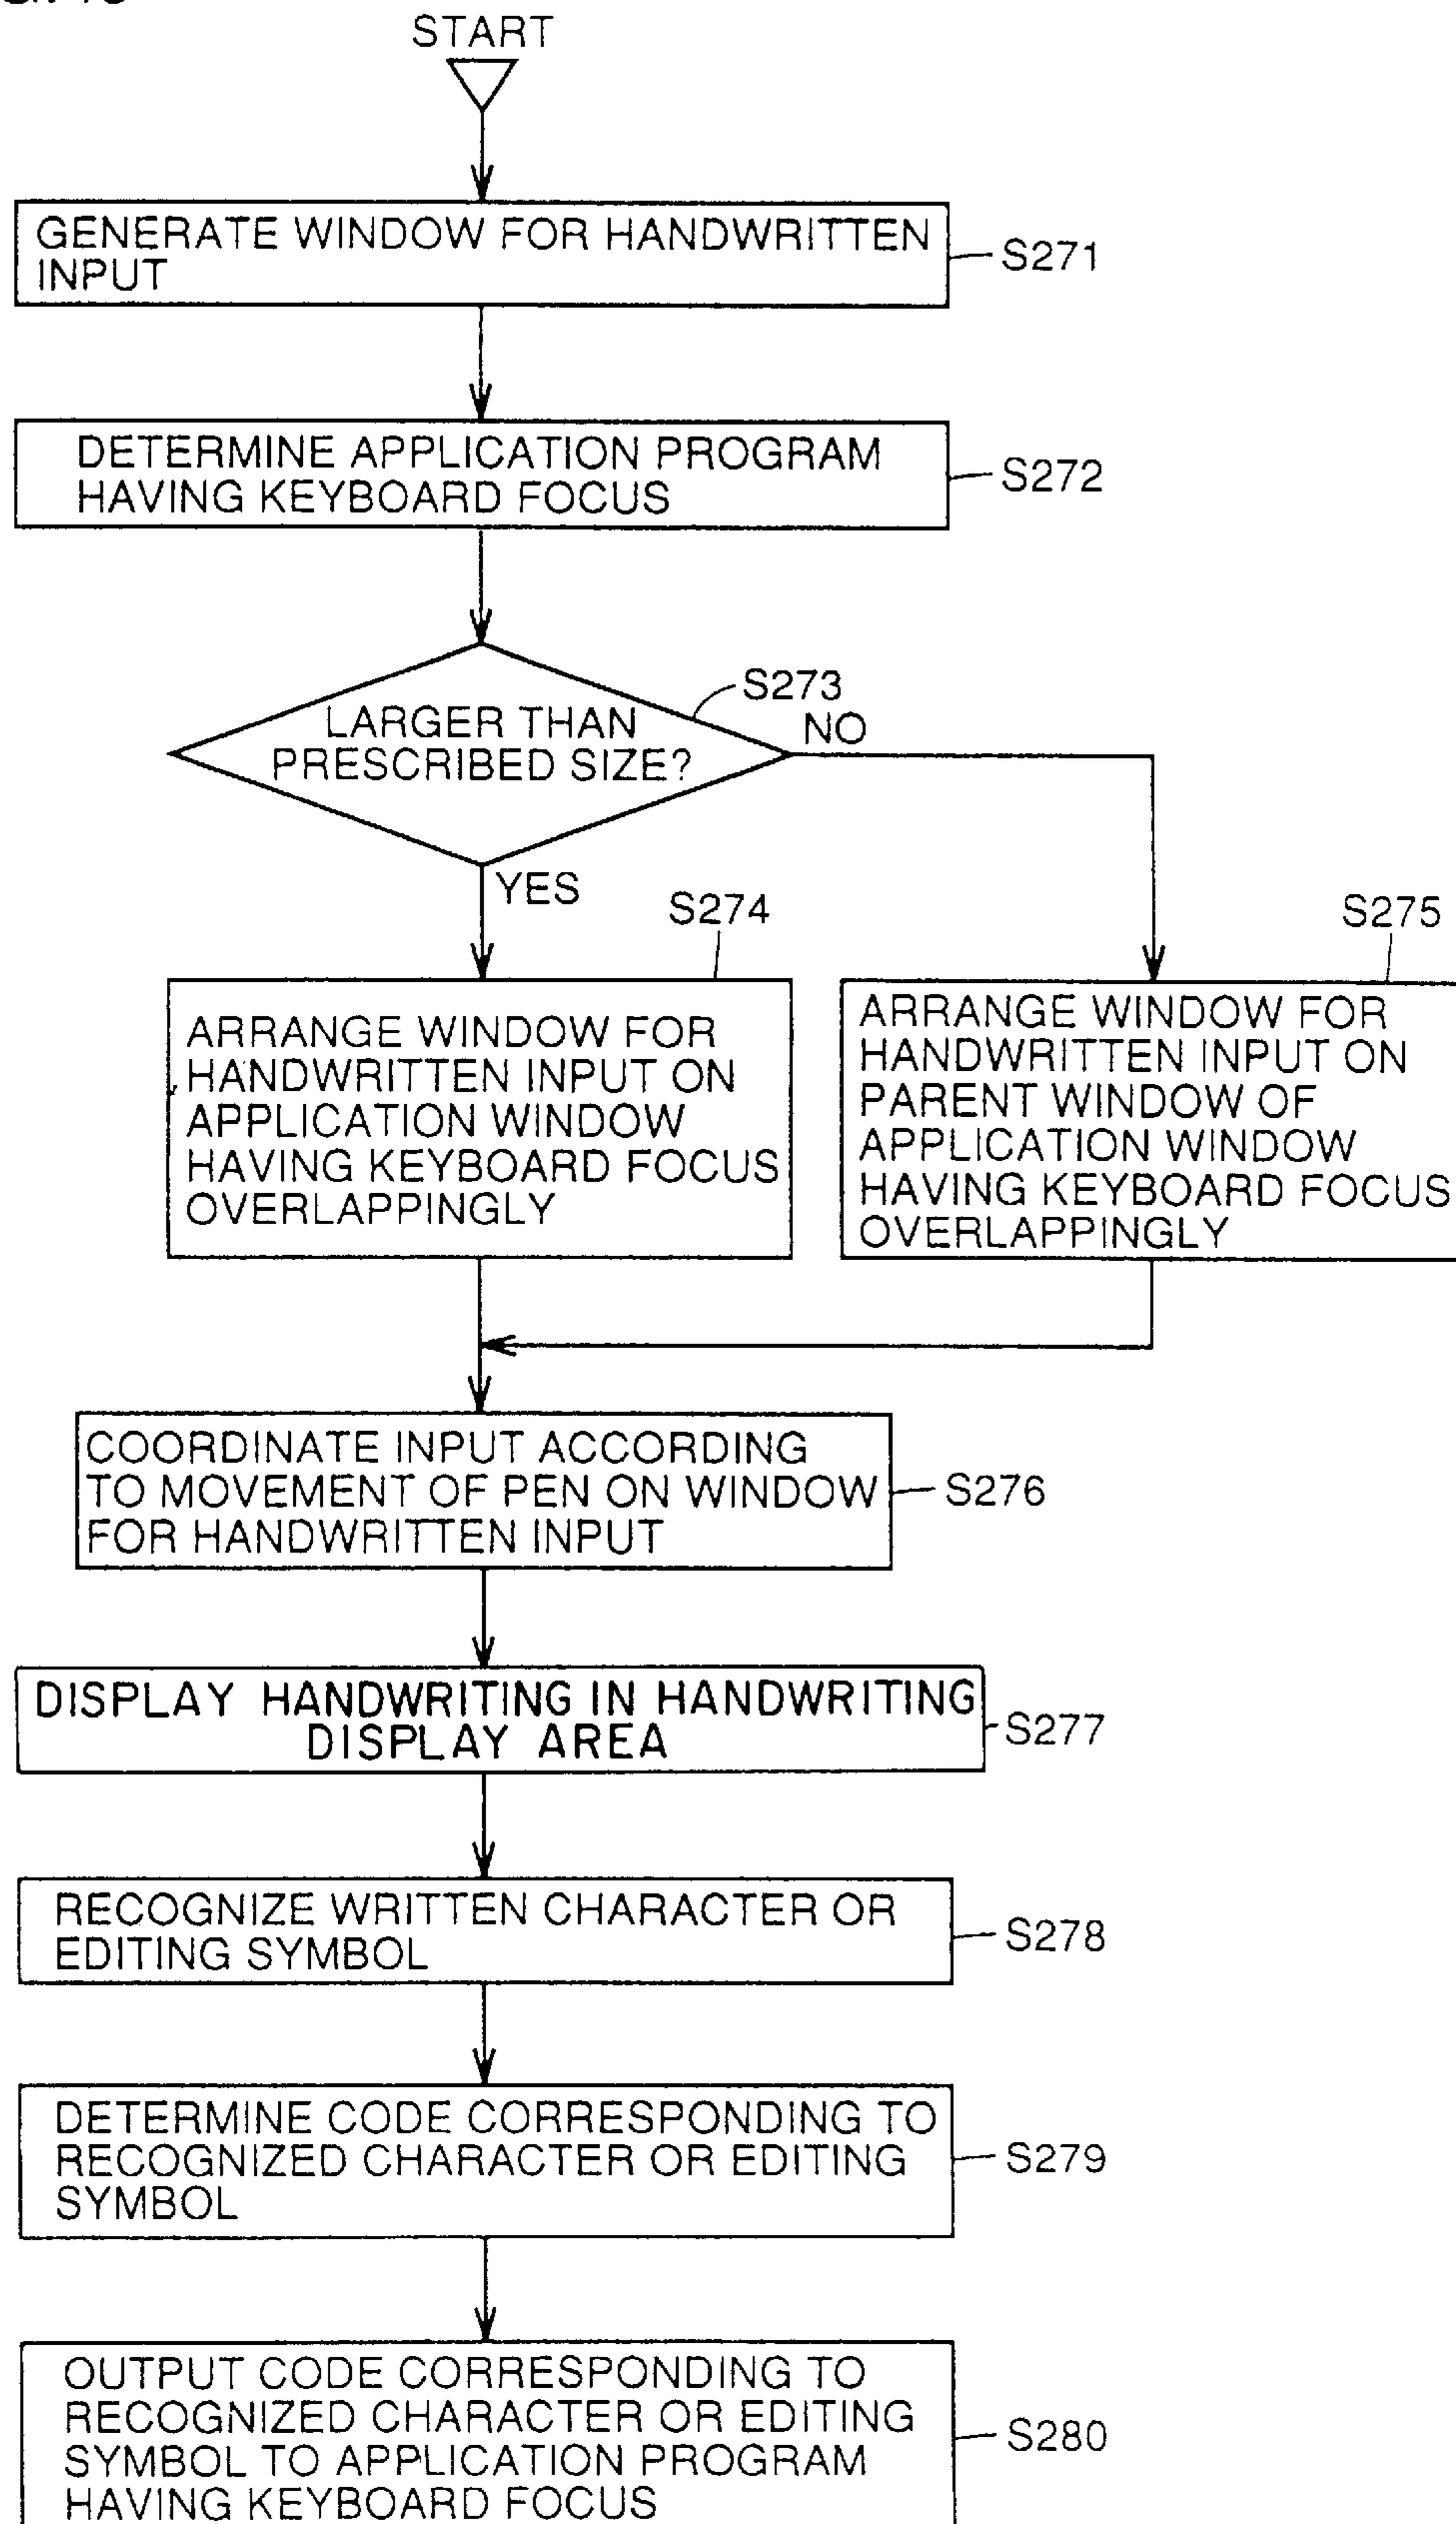 START
GENERATE WINDOW FOR HANDWRITTEN
INPUT
S271
DETERMINE APPLICATION PROGRAM
HAVING KEYBOARD FOCUS
S272
S273
LARGER THAN
PRESCRIBED SIZE?
NO
YES
S274
ARRANGE WINDOW FOR
HANDWRITTEN INPUT ON
APPLICATION WINDOW
HAVING KEYBOARD FOCUS
OVERLAPPINGLY
S275
ARRANGE WINDOW FOR
HANDWRITTEN INPUT ON
PARENT WINDOW OF
APPLICATION WINDOW
HAVING KEYBOARD FOCUS
OVERLAPPINGLY
COORDINATE INPUT ACCORDING
TO MOVEMENT OF PEN ON WINDOW
FOR HANDWRITTEN INPUT
S276
DISPLAY HANDWRITING IN HANDWRITING
DISPLAY AREA
S277
RECOGNIZE WRITTEN CHARACTER OR
EDITING SYMBOL
S278
DETERMINE CODE CORRESPONDING TO
RECOGNIZED CHARACTER OR EDITING
SYMBOL
S279
OUTPUT CODE CORRESPONDING TO
RECOGNIZED CHARACTER OR EDITING
SYMBOL TO APPLICATION PROGRAM
HAVING KEYBOARD FOCUS
S280